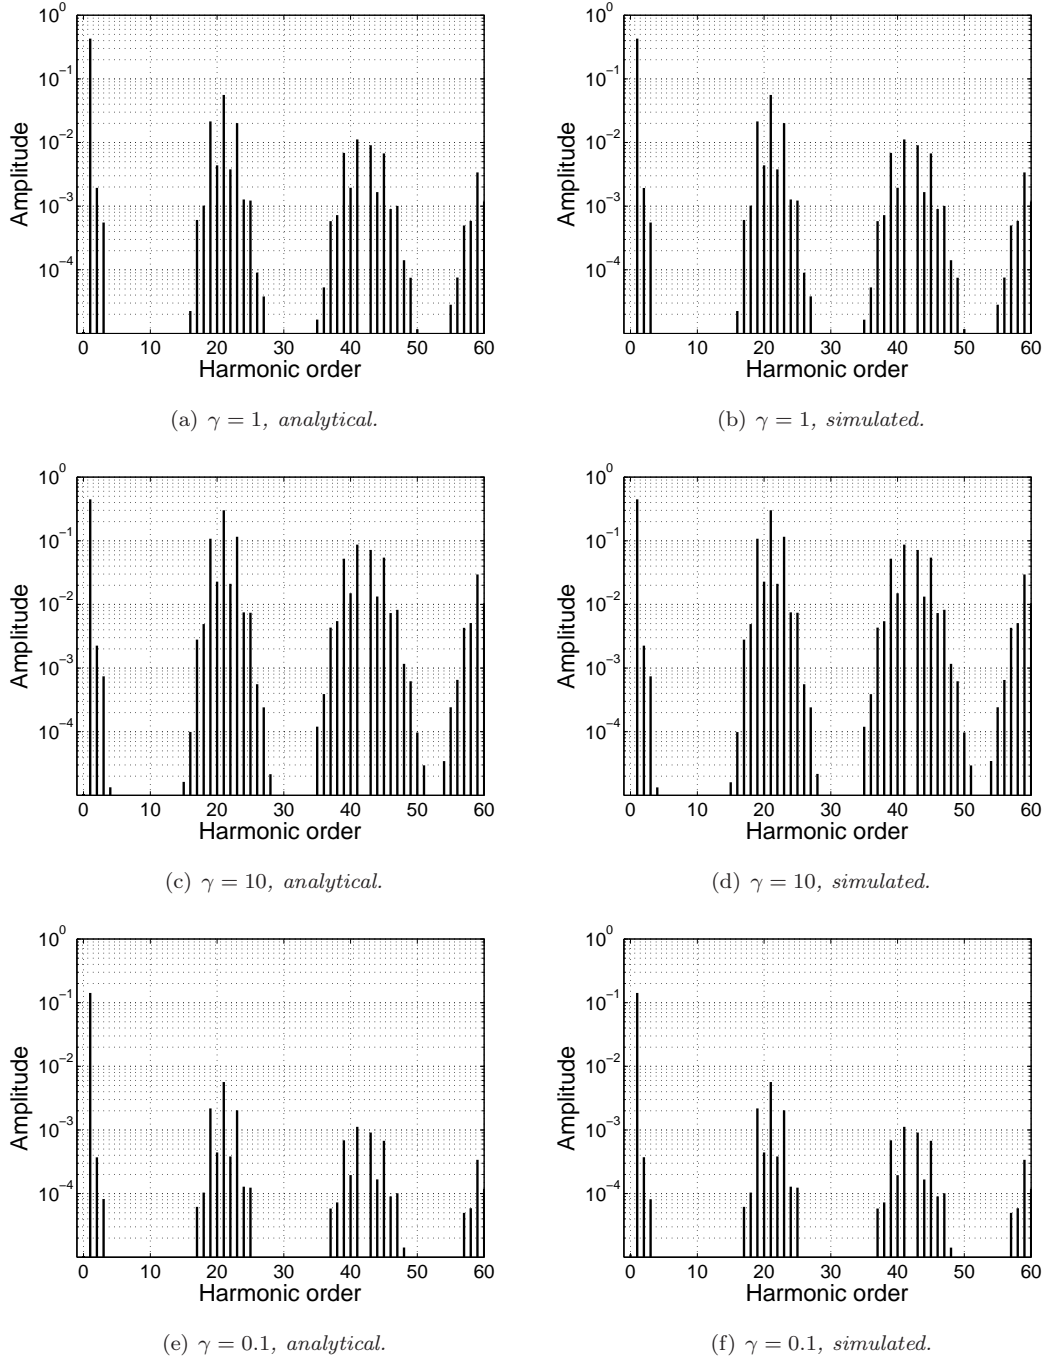 10^0
10^−1
10^−2
10^−3
10^−4
Amplitude
0 10 20 30 40 50 60
Harmonic order
(a) γ = 1, analytical.
10^0
10^−1
10^−2
10^−3
10^−4
Amplitude
0 10 20 30 40 50 60
Harmonic order
(b) γ = 1, simulated.
10^0
10^−1
10^−2
10^−3
10^−4
Amplitude
0 10 20 30 40 50 60
Harmonic order
(c) γ = 10, analytical.
10^0
10^−1
10^−2
10^−3
10^−4
Amplitude
0 10 20 30 40 50 60
Harmonic order
(d) γ = 10, simulated.
10^0
10^−1
10^−2
10^−3
10^−4
Amplitude
0 10 20 30 40 50 60
Harmonic order
(e) γ = 0.1, analytical.
10^0
10^−1
10^−2
10^−3
10^−4
Amplitude
0 10 20 30 40 50 60
Harmonic order
(f) γ = 0.1, simulated.